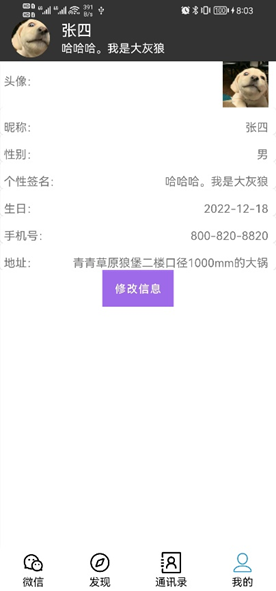 HD 46 46 391 B/s 100 8:03
张四
哈哈哈。我是大灰狼
头像:
昵称: 张四
性别: 男
个性签名: 哈哈哈。我是大灰狼
生日: 2022-12-18
手机号: 800-820-8820
地址: 青青草原狼堡二楼口径1000mm的大锅
修改信息
微信 发现 通讯录 我的